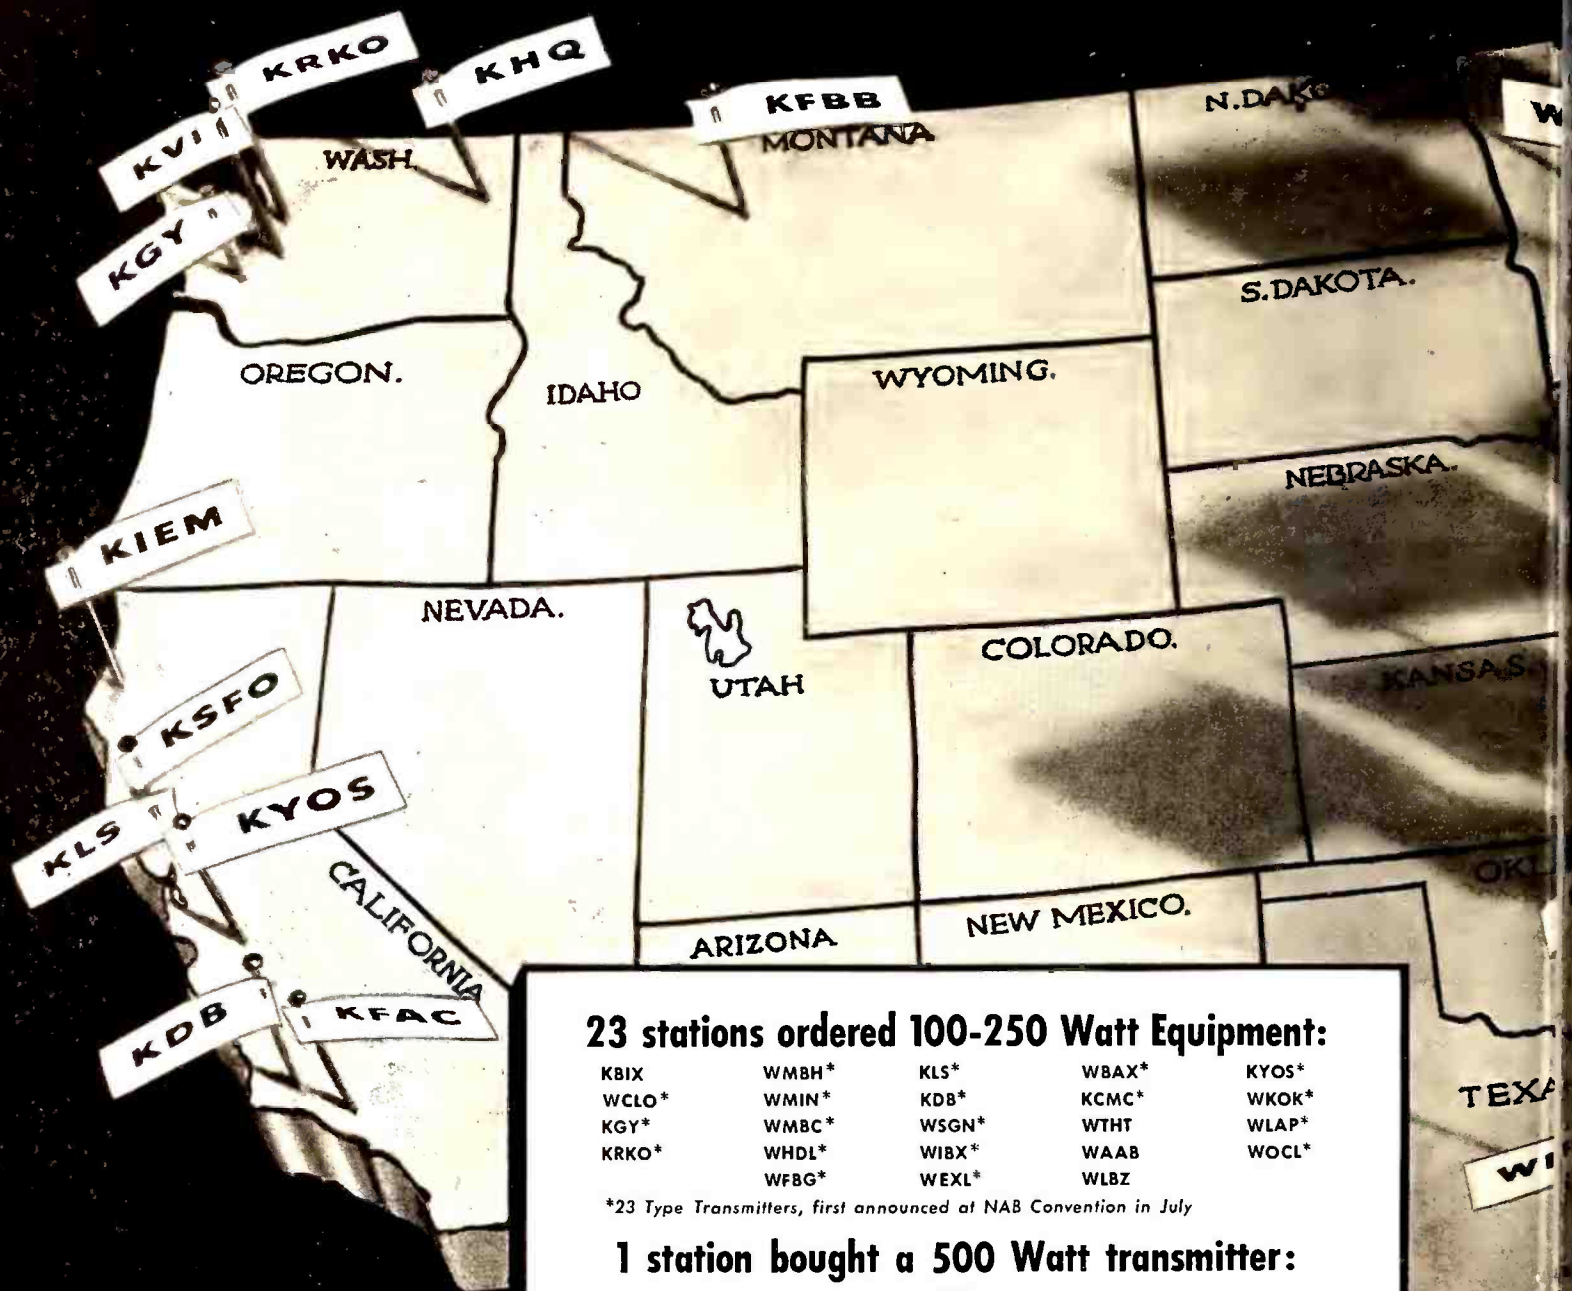 KRKO
KHQ
KFBB
N.DAK
KVI
WASH.
MONTANA
KGY
S.DAKOTA.
OREGON.
IDAHO
WYOMING.
NEBRASKA.
KIEM
NEVADA.
COLORADO.
UTAH
KANSAS.
KSFO
KYOS
KLS
CALIFORNIA
OKL
ARIZONA
NEW MEXICO.
KDB
KFAC
TEXA
23 stations ordered 100-250 Watt Equipment:
KBIX WMBH* KLS* WBAX* KYOS*
WCLO* WMIN* KDB* KCMC* WKOK*
KGY* WMBC* WSGN* WTHT WLAP*
KRKO* WHDL* WIBX* WAAB WOCL*
WFBG* WEXL* WLBZ
*23 Type Transmitters, first announced at NAB Convention in July
1 station bought a 500 Watt transmitter: